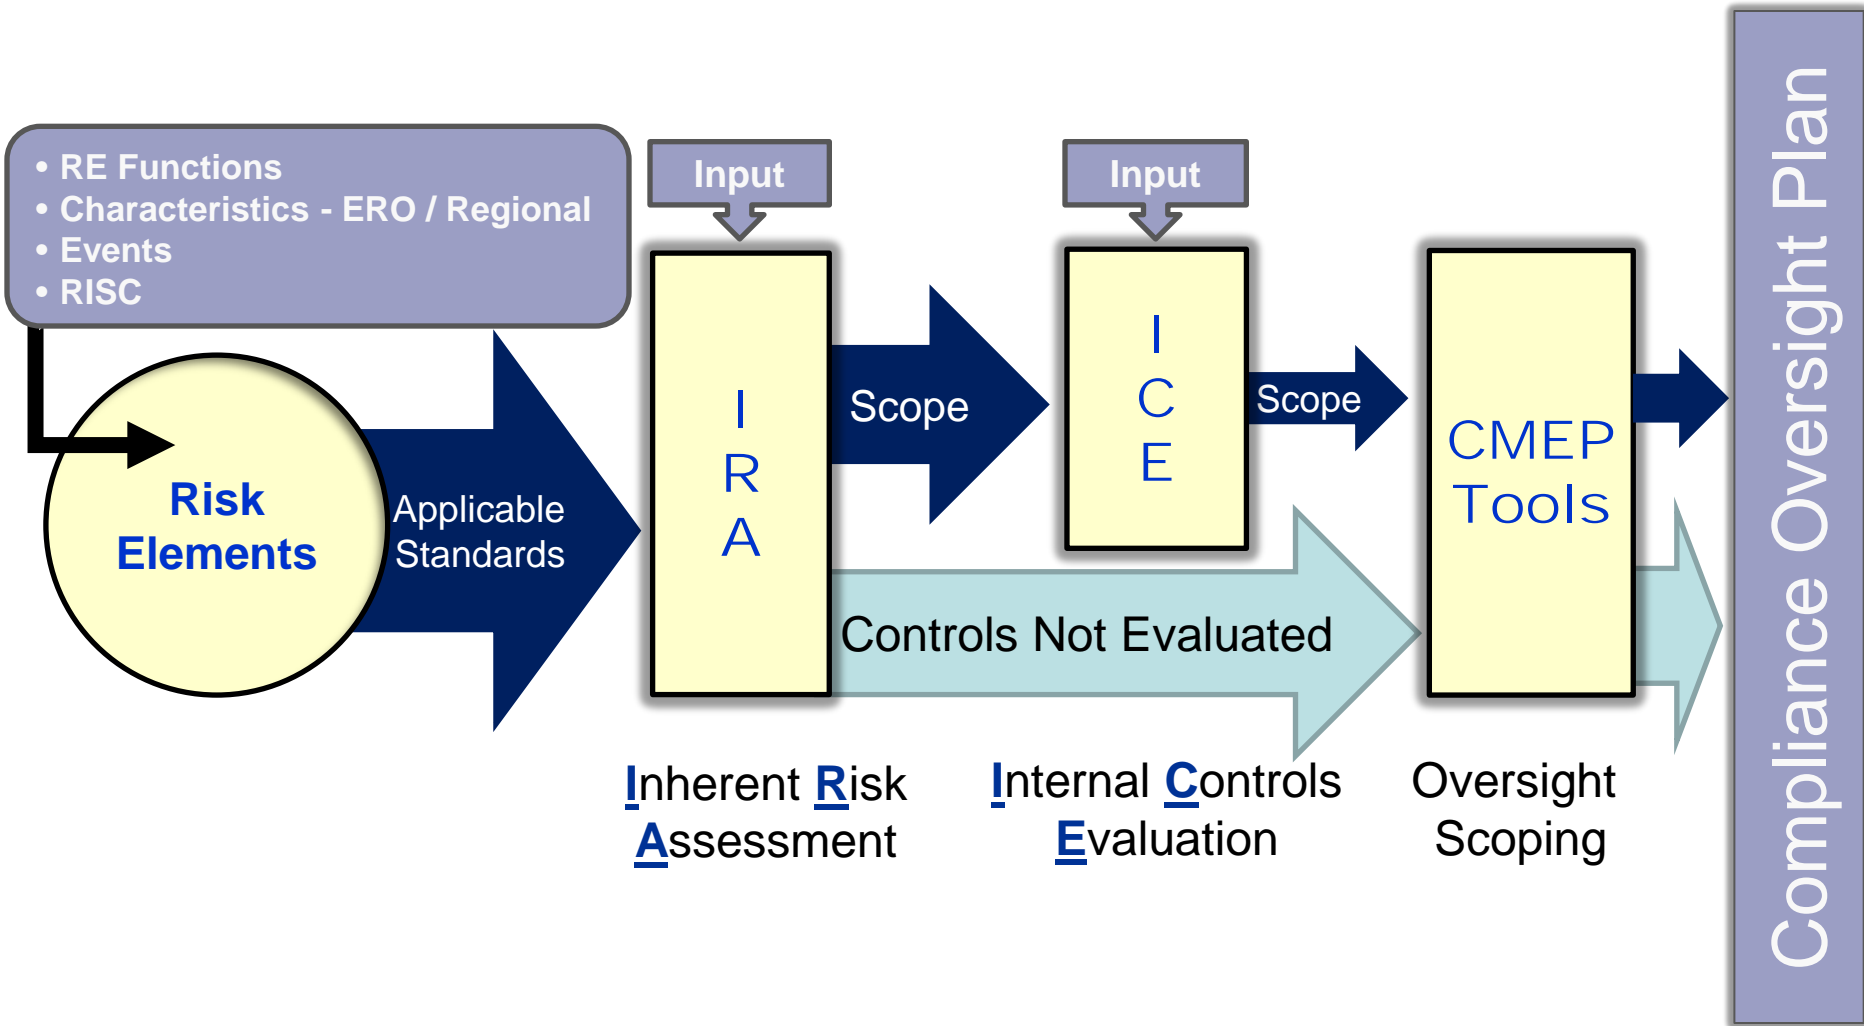 • RE Functions
• Characteristics - ERO / Regional
• Events
• RISC
Risk
Elements
Applicable
Standards
Input
I
R
A
Scope
Input
I
C
E
Scope
CMEP
Tools
Controls Not Evaluated
Inherent Risk
Assessment
Internal Controls
Evaluation
Oversight
Scoping
Compliance Oversight Plan